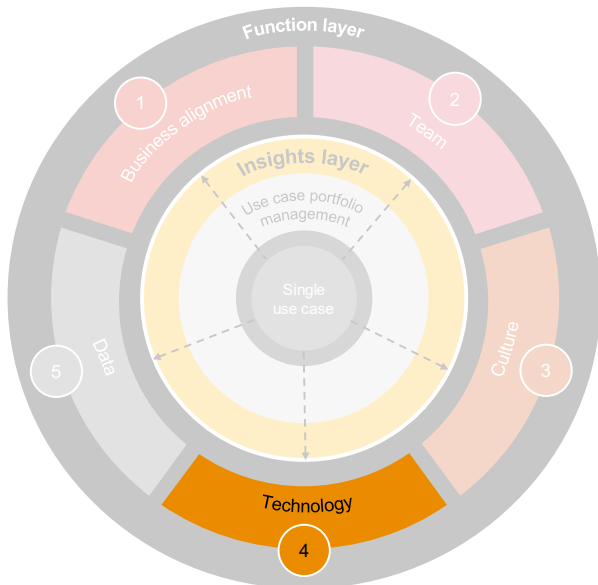 Function layer
1
Business alignment
2
Team
Insights layer
Use case portfolio
management
Single
use case
Culture
3
Data
5
Technology
4